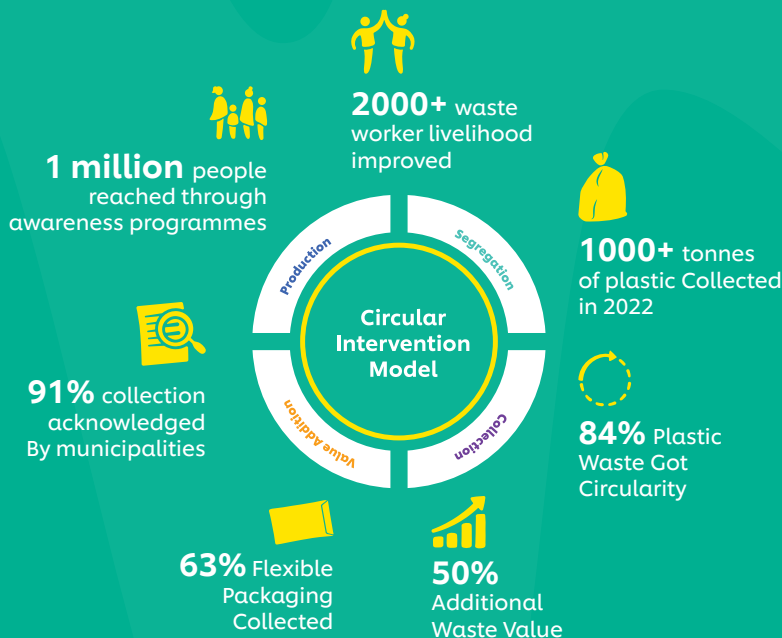 2000+ waste
worker livelihood
improved
1 million people
reached through
awareness programmes
1000+ tonnes
of plastic Collected
in 2022
Production
Segregation
Circular
Intervention
Model
Value Addition
Collection
91% collection
acknowledged
By municipalities
84% Plastic
Waste Got
Circularity
63% Flexible
Packaging
Collected
50%
Additional
Waste Value